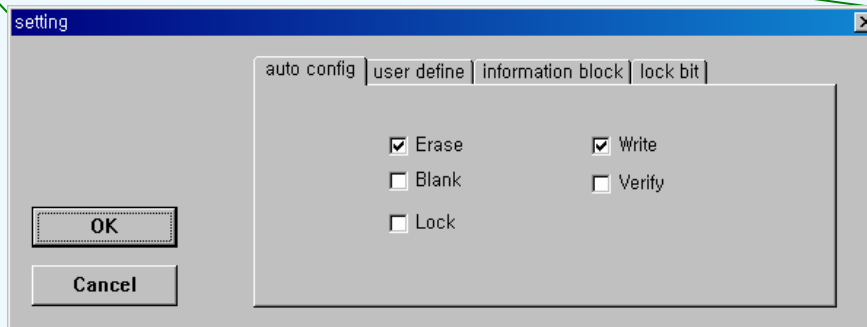 setting
auto config user define information block lock bit
Erase Write
Blank Verify
Lock
OK
Cancel